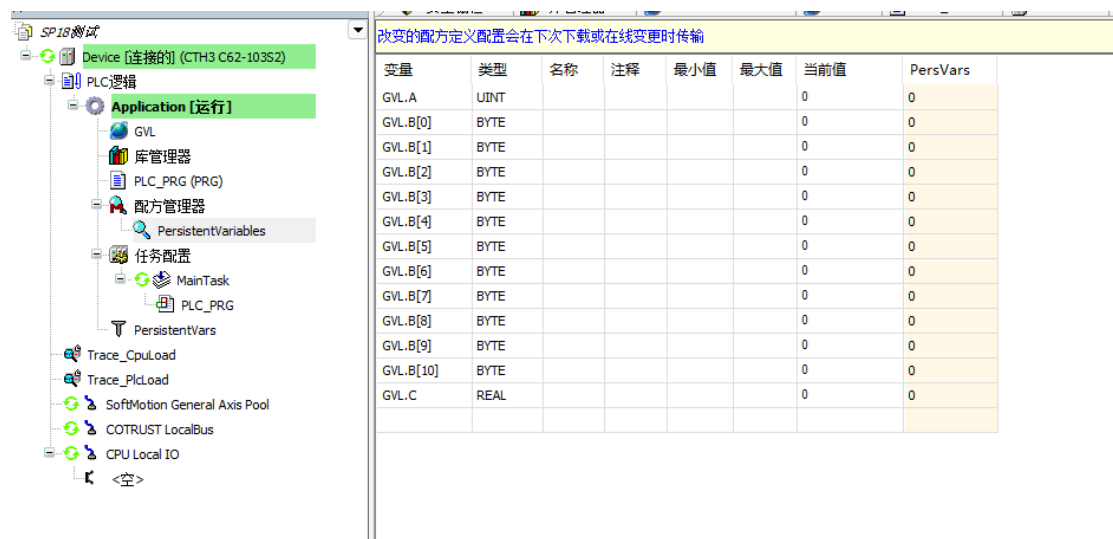 SP18测试
Device [连接的] (CTH3 C62-103S2)
PLC逻辑
Application [运行]
GVL
库管理器
PLC_PRG (PRG)
配方管理器
PersistentVariables
任务配置
MainTask
PLC_PRG
PersistentVars
Trace_CpuLoad
Trace_PlcLoad
SoftMotion General Axis Pool
COTRUST LocalBus
CPU Local IO
<空>
改变的配方定义配置会在下次下载或在线变更时传输
变量 类型 名称 注释 最小值 最大值 当前值 PersVars
GVL.A UINT 0 0
GVL.B[0] BYTE 0 0
GVL.B[1] BYTE 0 0
GVL.B[2] BYTE 0 0
GVL.B[3] BYTE 0 0
GVL.B[4] BYTE 0 0
GVL.B[5] BYTE 0 0
GVL.B[6] BYTE 0 0
GVL.B[7] BYTE 0 0
GVL.B[8] BYTE 0 0
GVL.B[9] BYTE 0 0
GVL.B[10] BYTE 0 0
GVL.C REAL 0 0